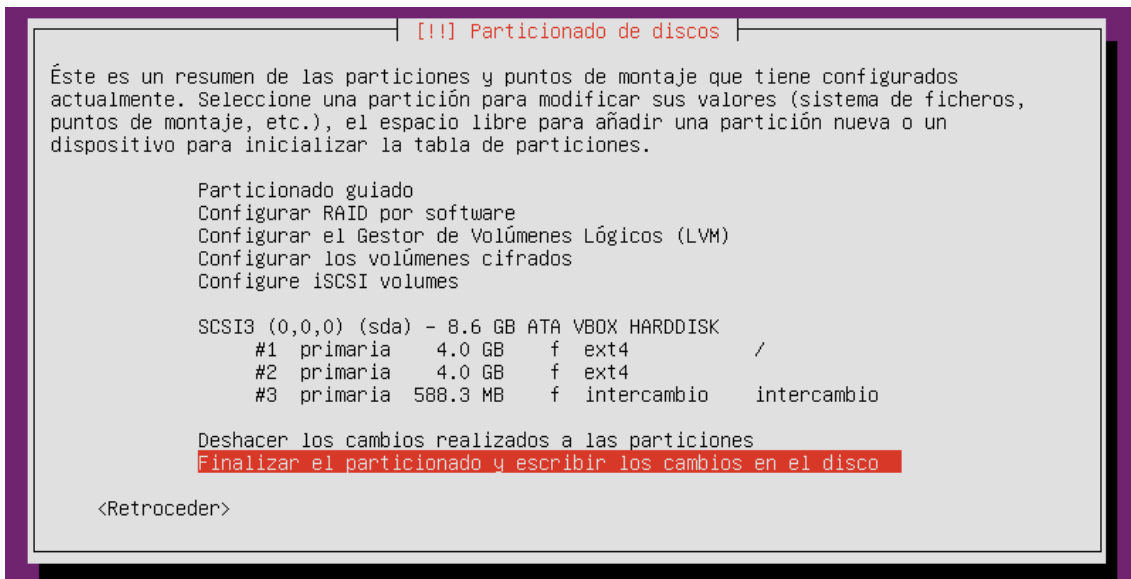 [!!] Particionado de discos
Éste es un resumen de las particiones y puntos de montaje que tiene configurados
actualmente. Seleccione una partición para modificar sus valores (sistema de ficheros,
puntos de montaje, etc.), el espacio libre para añadir una partición nueva o un
dispositivo para inicializar la tabla de particiones.
Particionado guiado
Configurar RAID por software
Configurar el Gestor de Volúmenes Lógicos (LVM)
Configurar los volúmenes cifrados
Configure iSCSI volumes
SCSI3 (0,0,0) (sda) - 8.6 GB ATA VBOX HARDDISK
#1 primaria 4.0 GB f ext4 /
#2 primaria 4.0 GB f ext4
#3 primaria 588.3 MB f intercambio intercambio
Deshacer los cambios realizados a las particiones
Finalizar el particionado y escribir los cambios en el disco
<Retroceder>